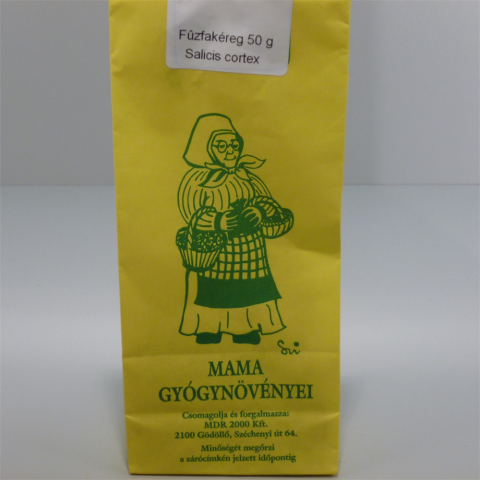 Fûzfakéreg 50 g
Salicis cortex
MAMA
GYÓGYNÖVÉNYEI
Csomagolja és forgalmazza:
MDR 2000 Kft.
2100 Gödöllő, Széchenyi út 64.
Minőségét megőrzi
a zárócímkén jelzett időpontig